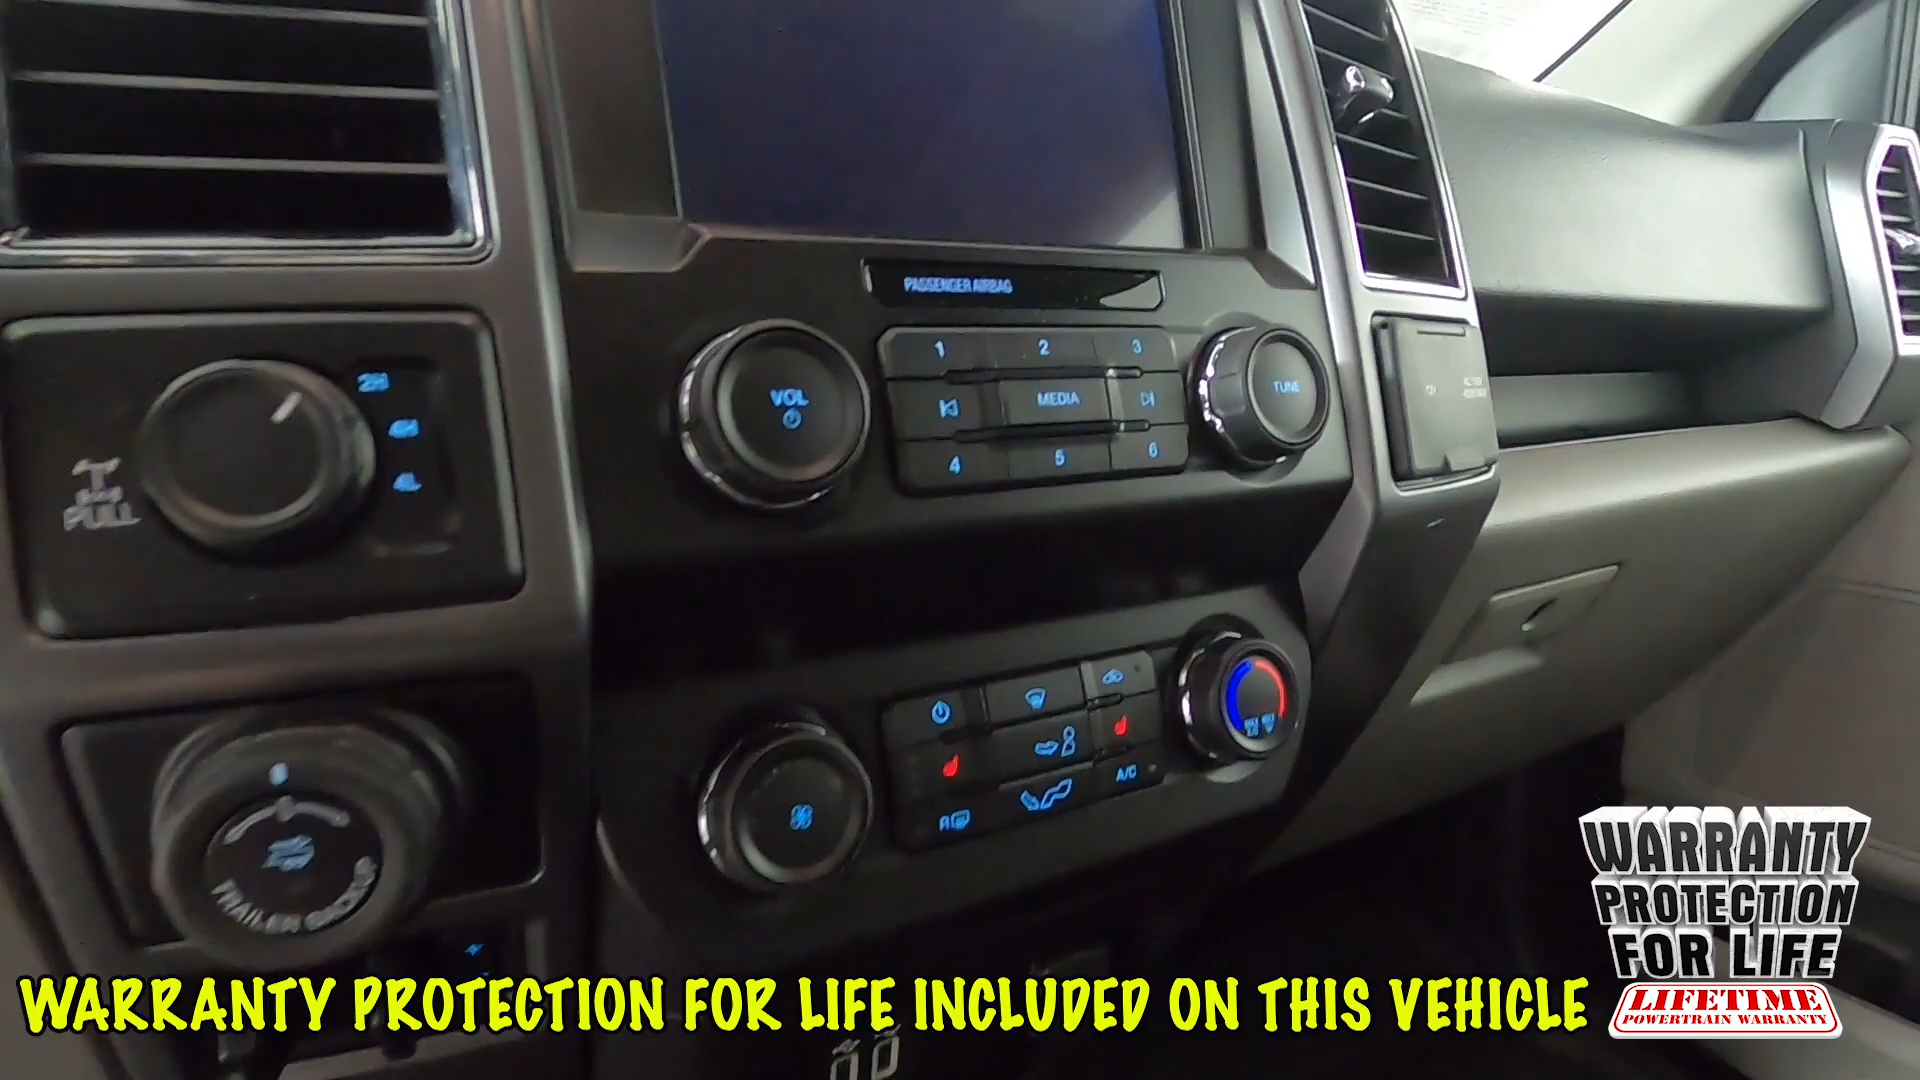 PASSENGER AIRBAG
1 2 3
VOL
MEDIA
TUNE
4 5 6
2H
4H
4L
PULL
A/C
R
TRAILER BACKUP
WARRANTY PROTECTION FOR LIFE INCLUDED ON THIS VEHICLE
WARRANTY
PROTECTION
FOR LIFE
LIFETIME
POWERTRAIN WARRANTY